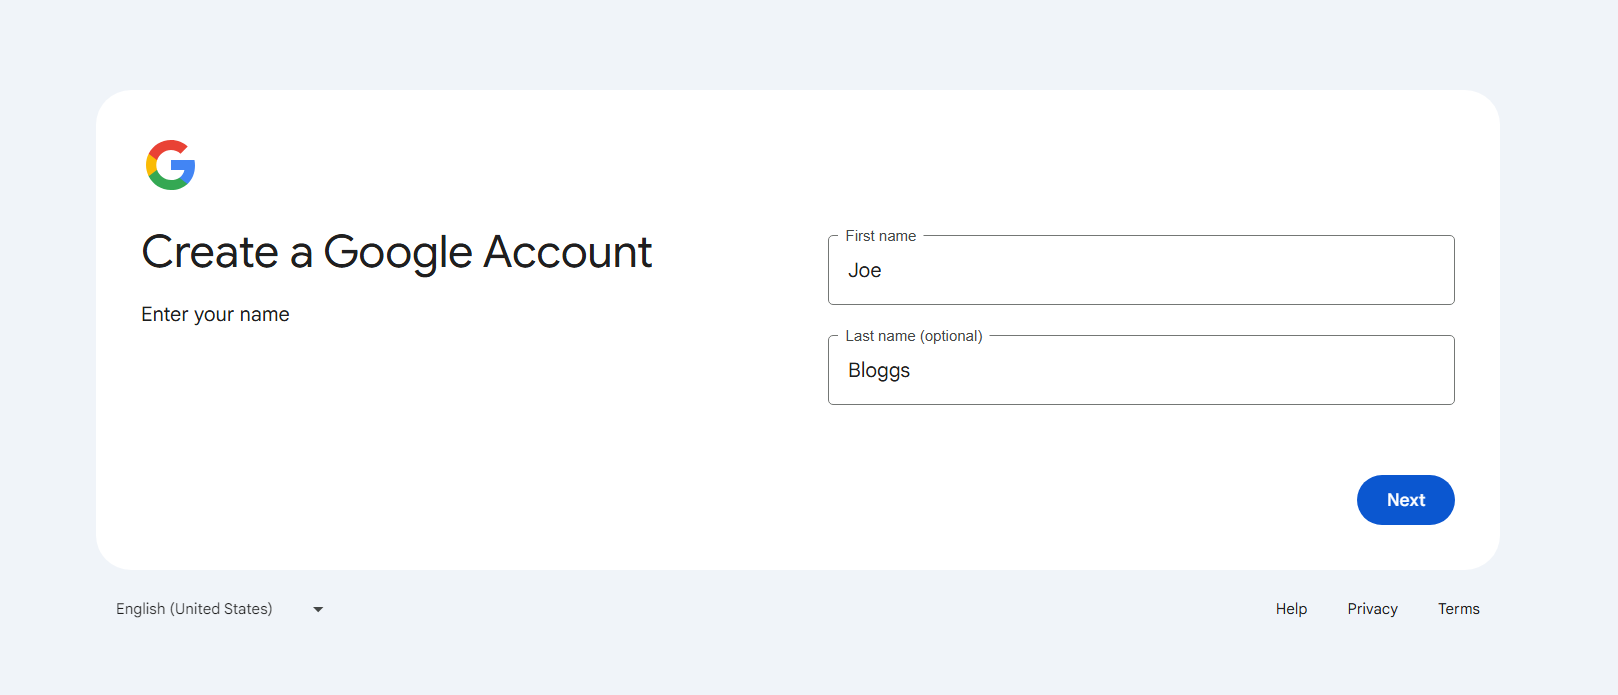 Create a Google Account
Enter your name
First name
Joe
Last name (optional)
Bloggs
Next
English (United States)
Help
Privacy
Terms